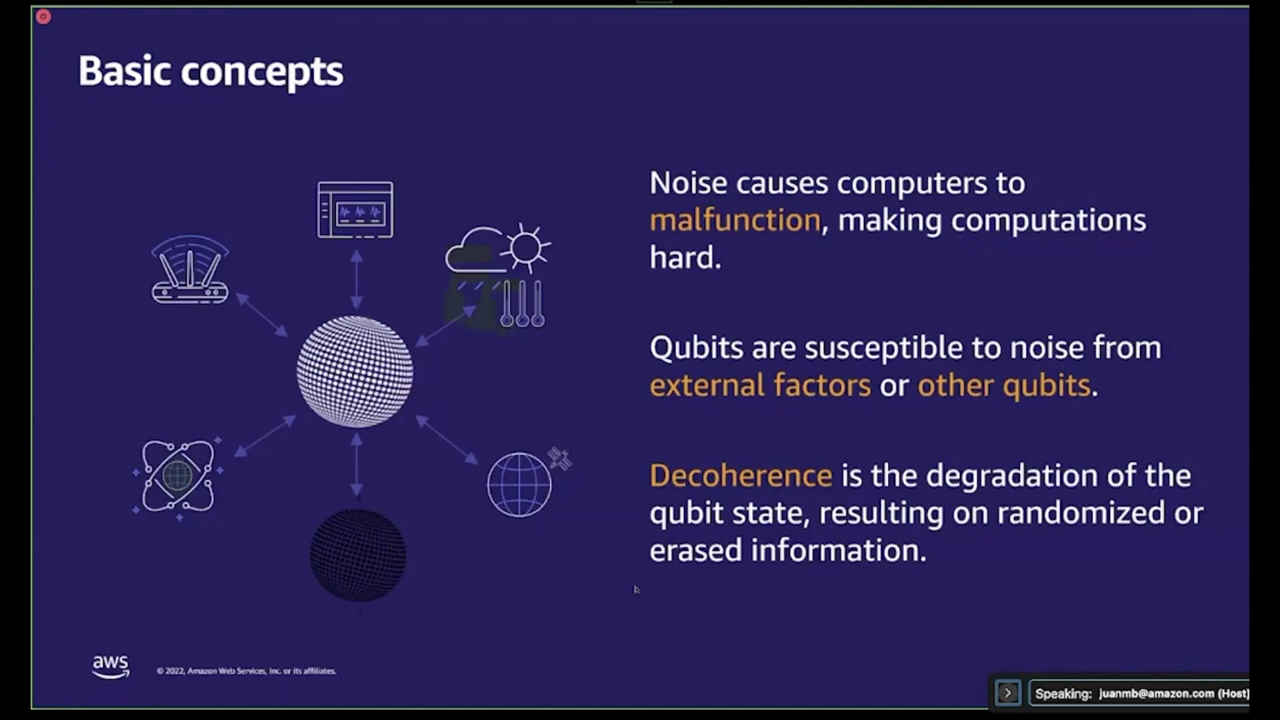 Basic concepts
Noise causes computers to
malfunction, making computations
hard.
Qubits are susceptible to noise from
external factors or other qubits.
Decoherence is the degradation of the
qubit state, resulting on randomized or
erased information.
aws
© 2022, Amazon Web Services, Inc. or its affiliates.
Speaking: juanmb@amazon.com (Host)